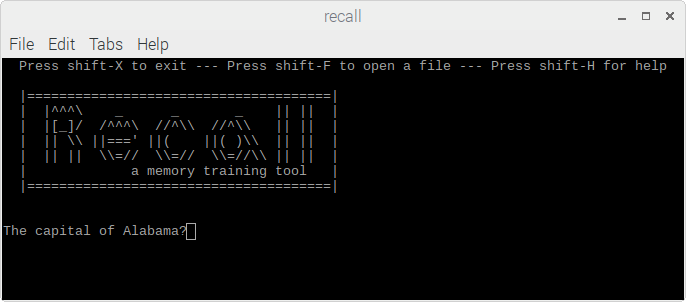 recall
File Edit Tabs Help
Press shift-X to exit --- Press shift-F to open a file --- Press shift-H for help
|=====================================|
|  |^^^\    _      _       _    || ||  |
|  |[_]/  /^^^\  //^\\  //^\\   || ||  |
|  || \\ ||===' ||(    ||( )\\  || ||  |
|  || ||  \\=//  \\=//  \\=//\\ || ||  |
|             a memory training tool   |
|=====================================|
The capital of Alabama?